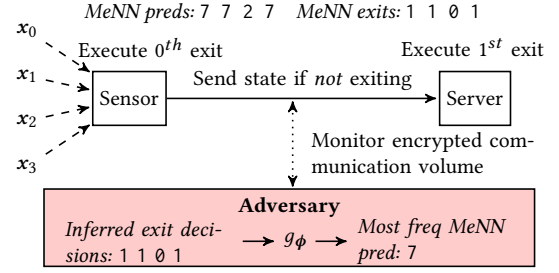 MeNN preds: 7 7 2 7 MeNN exits: 1 1 0 1
x₀
x₁
x₂
x₃
Execute 0ᵗʰ exit
Execute 1ˢᵗ exit
Sensor
Send state if not exiting
Server
Monitor encrypted com-
munication volume
Adversary
Inferred exit deci-
sions: 1 1 0 1
gϕ
Most freq MeNN
pred: 7